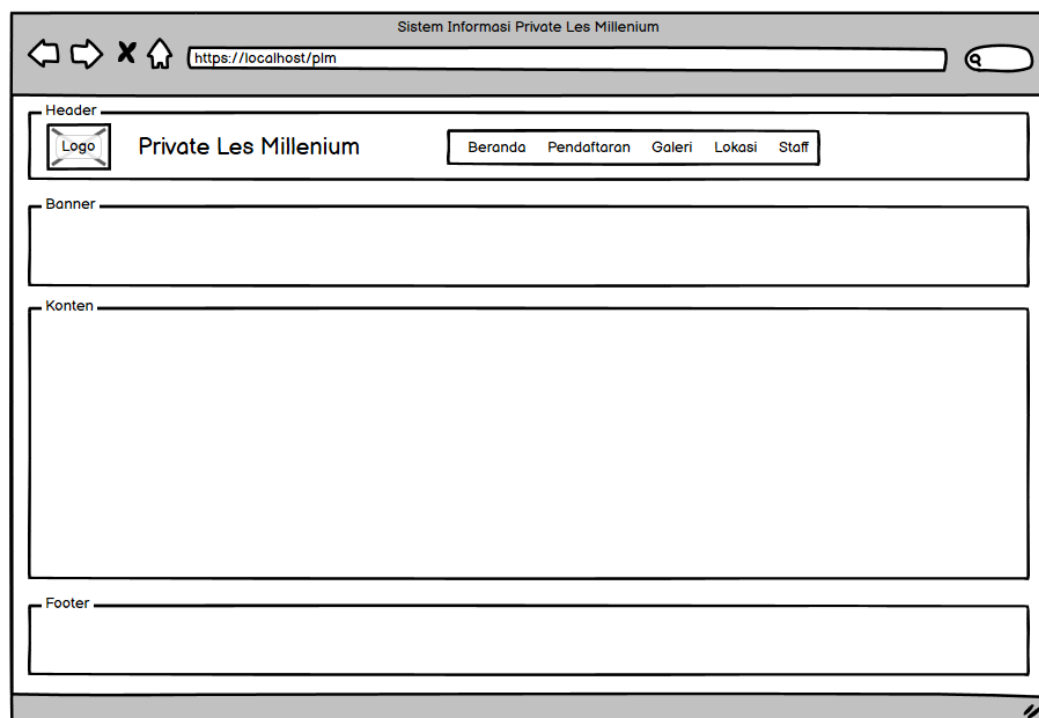 Sistem Informasi Private Les Millenium
https://localhost/plm
Header
Logo
Private Les Millenium
Beranda Pendaftaran Galeri Lokasi Staff
Banner
Konten
Footer